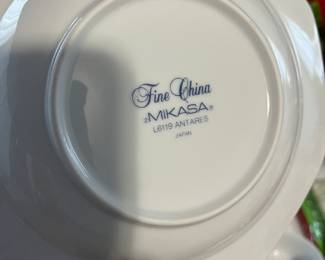 Fine China
MIKASA®
L6119 ANTARES
JAPAN